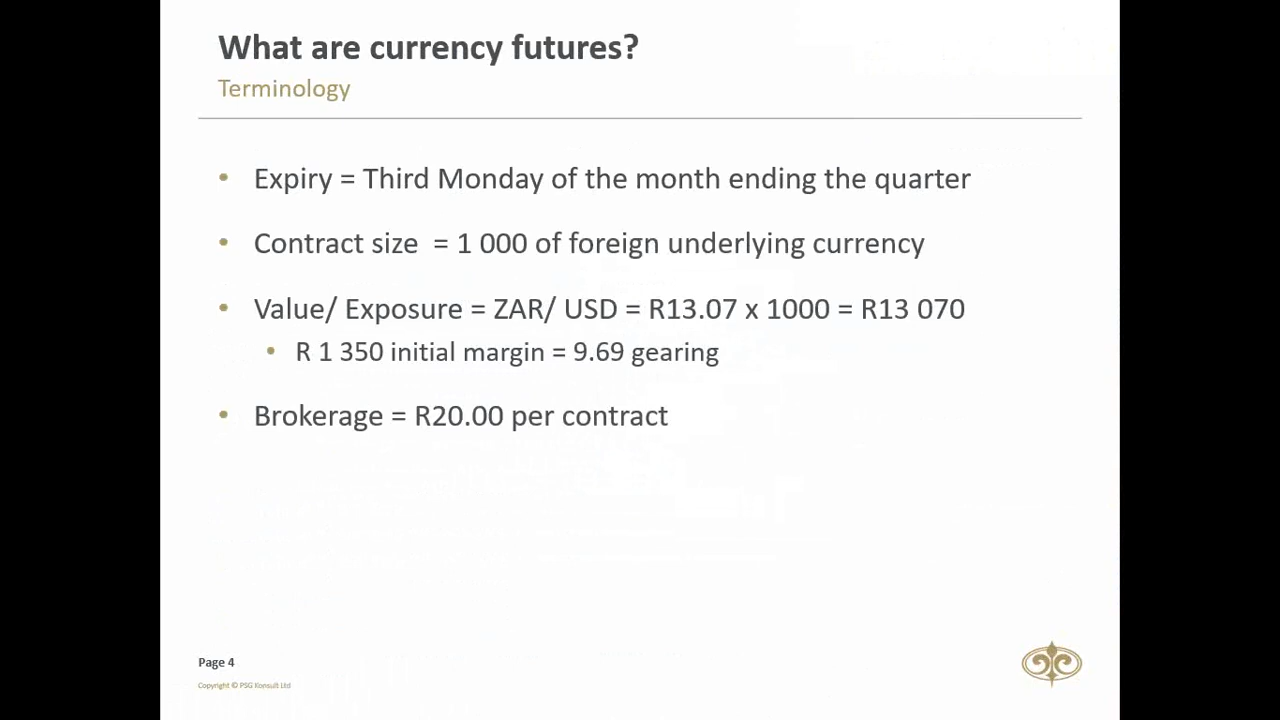 What are currency futures?
Terminology
• Expiry = Third Monday of the month ending the quarter
• Contract size = 1 000 of foreign underlying currency
• Value/ Exposure = ZAR/ USD = R13.07 x 1000 = R13 070
• R 1 350 initial margin = 9.69 gearing
• Brokerage = R20.00 per contract
Page 4
Copyright © PSG Konsult Ltd